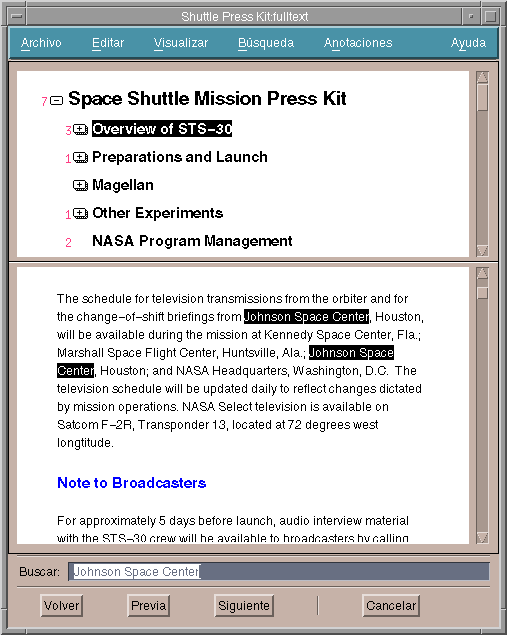 Shuttle Press Kit:fulltext
Archivo Editar Visualizar Búsqueda Anotaciones Ayuda
7 Space Shuttle Mission Press Kit
3 Overview of STS-30
1 Preparations and Launch
Magellan
1 Other Experiments
2 NASA Program Management
The schedule for television transmissions from the orbiter and for
the change-of-shift briefings from Johnson Space Center, Houston,
will be available during the mission at Kennedy Space Center, Fla.;
Marshall Space Flight Center, Huntsville, Ala.; Johnson Space
Center, Houston; and NASA Headquarters, Washington, D.C. The
television schedule will be updated daily to reflect changes dictated
by mission operations. NASA Select television is available on
Satcom F-2R, Transponder 13, located at 72 degrees west
longtitude.
Note to Broadcasters
For approximately 5 days before launch, audio interview material
with the STS-30 crew will be available to broadcasters by calling
Buscar: Johnson Space Center
Volver Previa Siguiente Cancelar